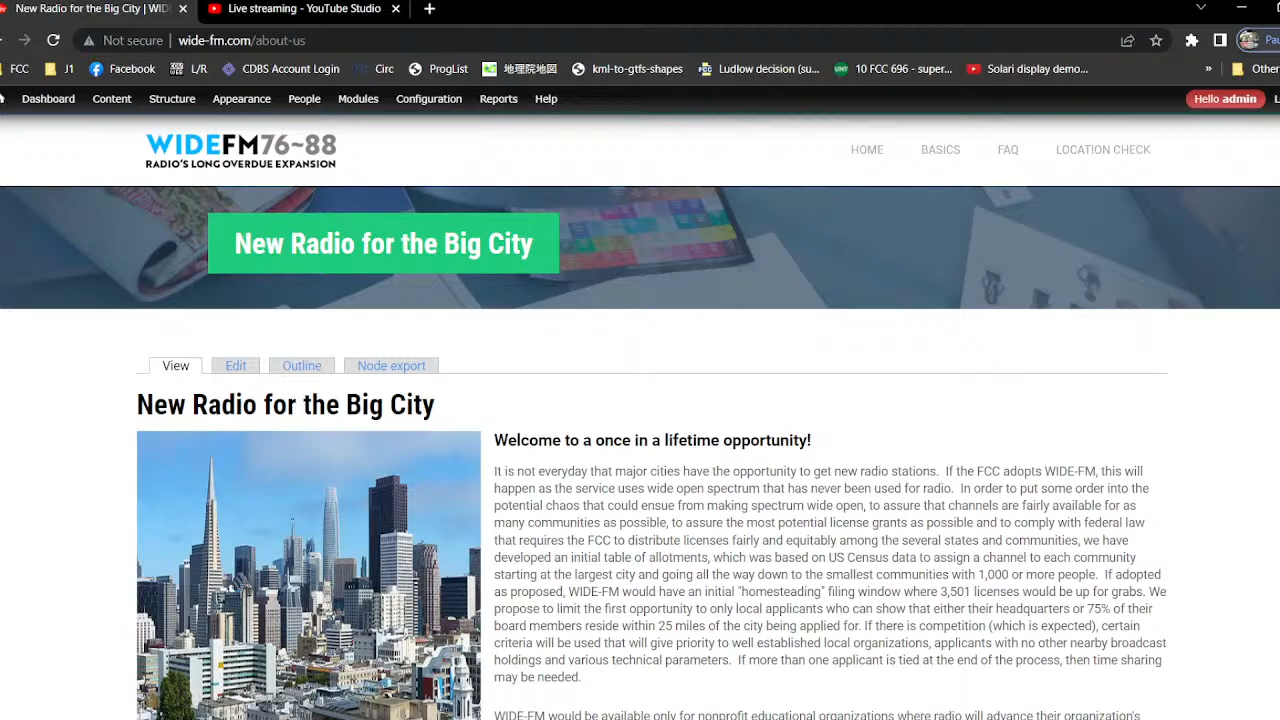 New Radio for the Big City | WID
Live streaming - YouTube Studio
Not secure | wide-fm.com/about-us
FCC J1 Facebook L/R CDBS Account Login Circ ProgList 地理院地図 kml-to-gtfs-shapes Ludlow decision (su... 10 FCC 696 - super... Solari display demo... » Other
Dashboard Content Structure Appearance People Modules Configuration Reports Help Hello admin
WIDEFM76~88
RADIO'S LONG OVERDUE EXPANSION
HOME BASICS FAQ LOCATION CHECK
New Radio for the Big City
View Edit Outline Node export
New Radio for the Big City
Welcome to a once in a lifetime opportunity!
It is not everyday that major cities have the opportunity to get new radio stations. If the FCC adopts WIDE-FM, this will
happen as the service uses wide open spectrum that has never been used for radio. In order to put some order into the
potential chaos that could ensue from making spectrum wide open, to assure that channels are fairly available for as
many communities as possible, to assure the most potential license grants as possible and to comply with federal law
that requires the FCC to distribute licenses fairly and equitably among the several states and communities, we have
developed an initial table of allotments, which was based on US Census data to assign a channel to each community
starting at the largest city and going all the way down to the smallest communities with 1,000 or more people. If adopted
as proposed, WIDE-FM would have an initial "homesteading" filing window where 3,501 licenses would be up for grabs. We
propose to limit the first opportunity to only local applicants who can show that either their headquarters or 75% of their
board members reside within 25 miles of the city being applied for. If there is competition (which is expected), certain
criteria will be used that will give priority to well established local organizations, applicants with no other nearby broadcast
holdings and various technical parameters. If more than one applicant is tied at the end of the process, then time sharing
may be needed.
WIDE-FM would be available only for nonprofit educational organizations where radio will advance their organization's